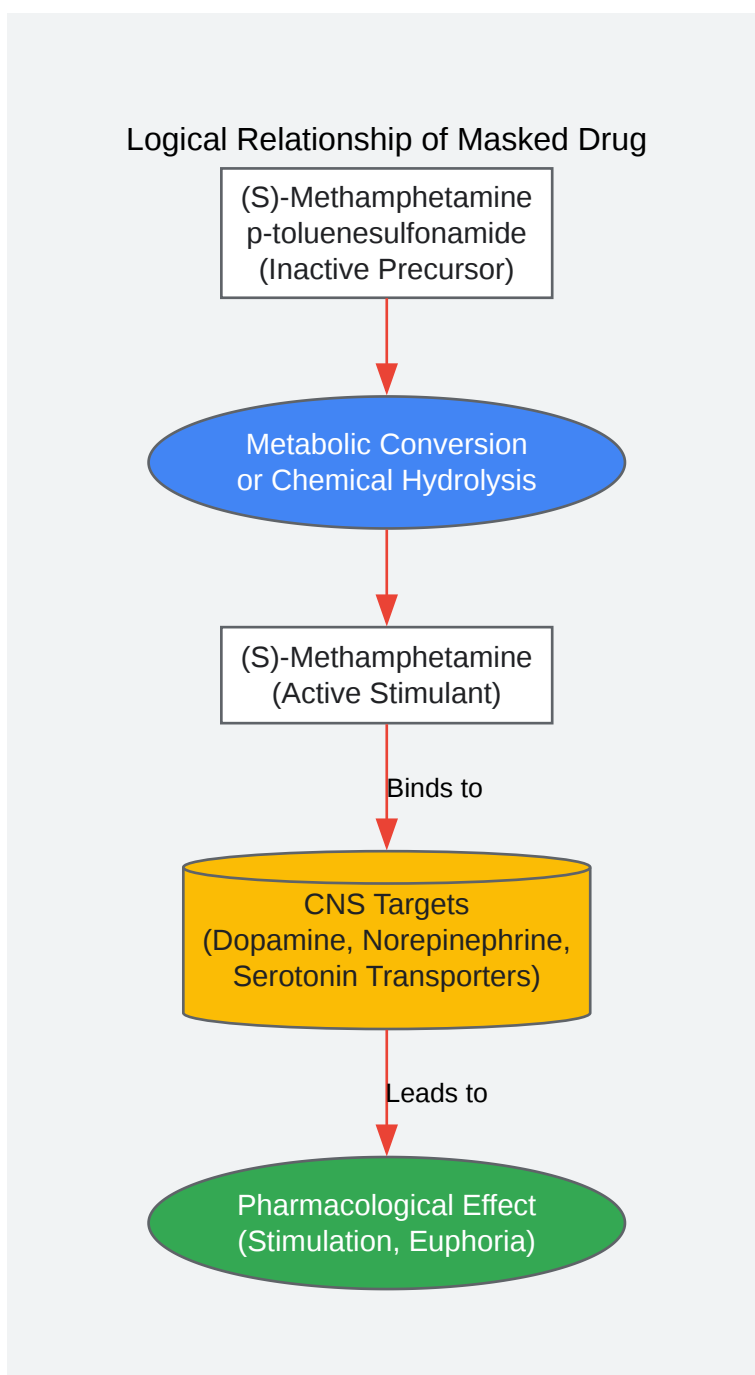 Logical Relationship of Masked Drug
(S)-Methamphetamine
p-toluenesulfonamide
(Inactive Precursor)
Metabolic Conversion
or Chemical Hydrolysis
(S)-Methamphetamine
(Active Stimulant)
Binds to
CNS Targets
(Dopamine, Norepinephrine,
Serotonin Transporters)
Leads to
Pharmacological Effect
(Stimulation, Euphoria)